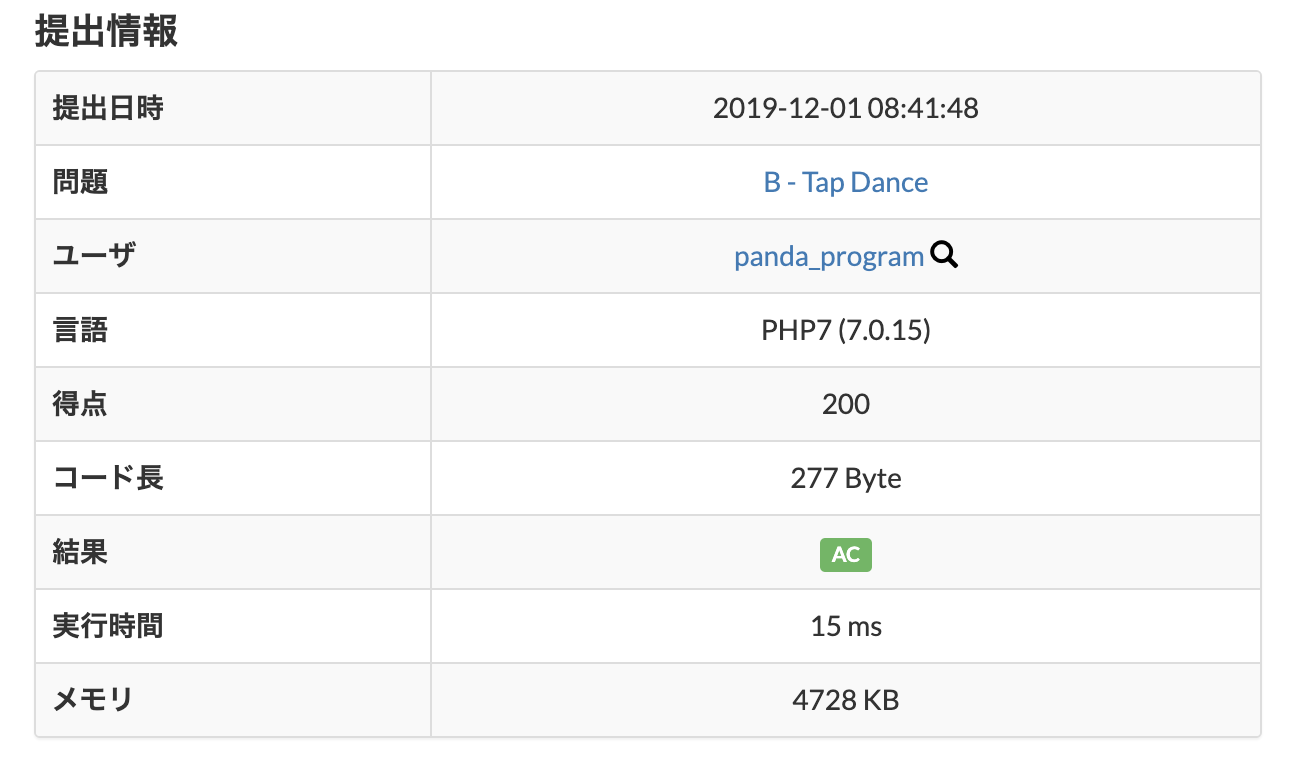 提出情報
提出日時 2019-12-01 08:41:48
問題 B - Tap Dance
ユーザ panda_program
言語 PHP7 (7.0.15)
得点 200
コード長 277 Byte
結果 AC
実行時間 15 ms
メモリ 4728 KB